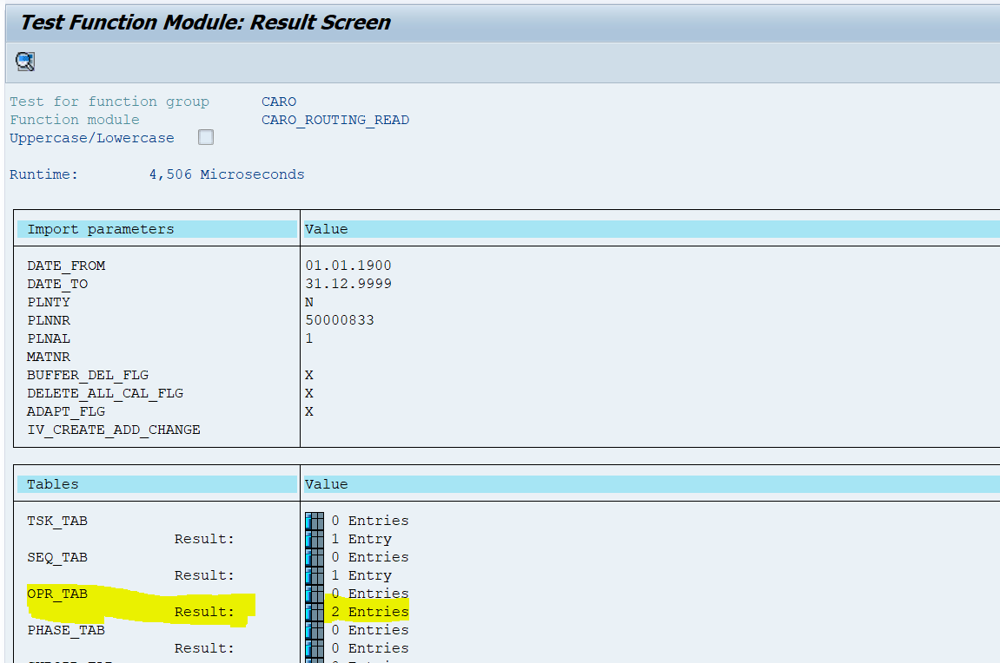 Test Function Module: Result Screen
Test for function group CARO
Function module CARO_ROUTING_READ
Uppercase/Lowercase
Runtime: 4,506 Microseconds
Import parameters Value
DATE_FROM 01.01.1900
DATE_TO 31.12.9999
PLNTY N
PLNNR 50000833
PLNAL 1
MATNR
BUFFER_DEL_FLG X
DELETE_ALL_CAL_FLG X
ADAPT_FLG X
IV_CREATE_ADD_CHANGE
Tables Value
TSK_TAB 0 Entries
Result: 1 Entry
SEQ_TAB 0 Entries
Result: 1 Entry
OPR_TAB 0 Entries
Result: 2 Entries
PHASE_TAB 0 Entries
Result: 0 Entries